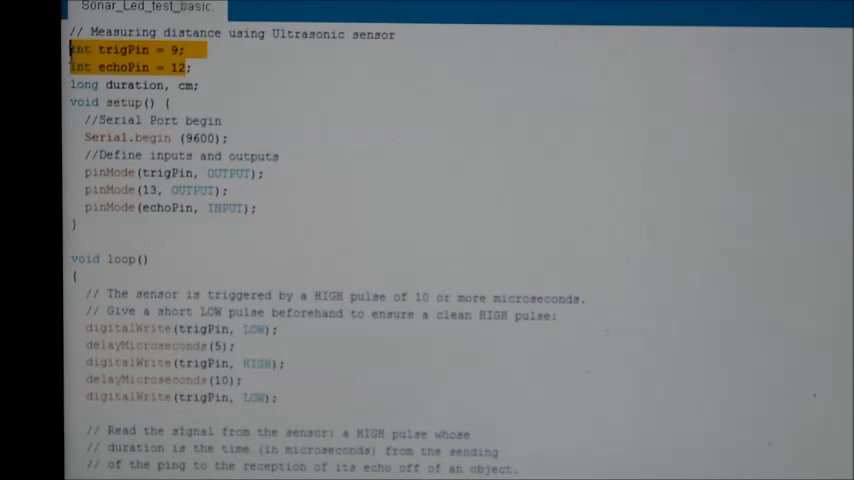 Sonar_Led_test_basic
// Measuring distance using Ultrasonic sensor
int trigPin = 9;
int echoPin = 12;
long duration, cm;
void setup() {
//Serial Port begin
Serial.begin (9600);
//Define inputs and outputs
pinMode(trigPin, OUTPUT);
pinMode(13, OUTPUT);
pinMode(echoPin, INPUT);
}
void loop()
{
// The sensor is triggered by a HIGH pulse of 10 or more microseconds.
// Give a short LOW pulse beforehand to ensure a clean HIGH pulse:
digitalWrite(trigPin, LOW);
delayMicroseconds(5);
digitalWrite(trigPin, HIGH);
delayMicroseconds(10);
digitalWrite(trigPin, LOW);
// Read the signal from the sensor: a HIGH pulse whose
// duration is the time (in microseconds) from the sending
// of the ping to the reception of its echo off of an object.